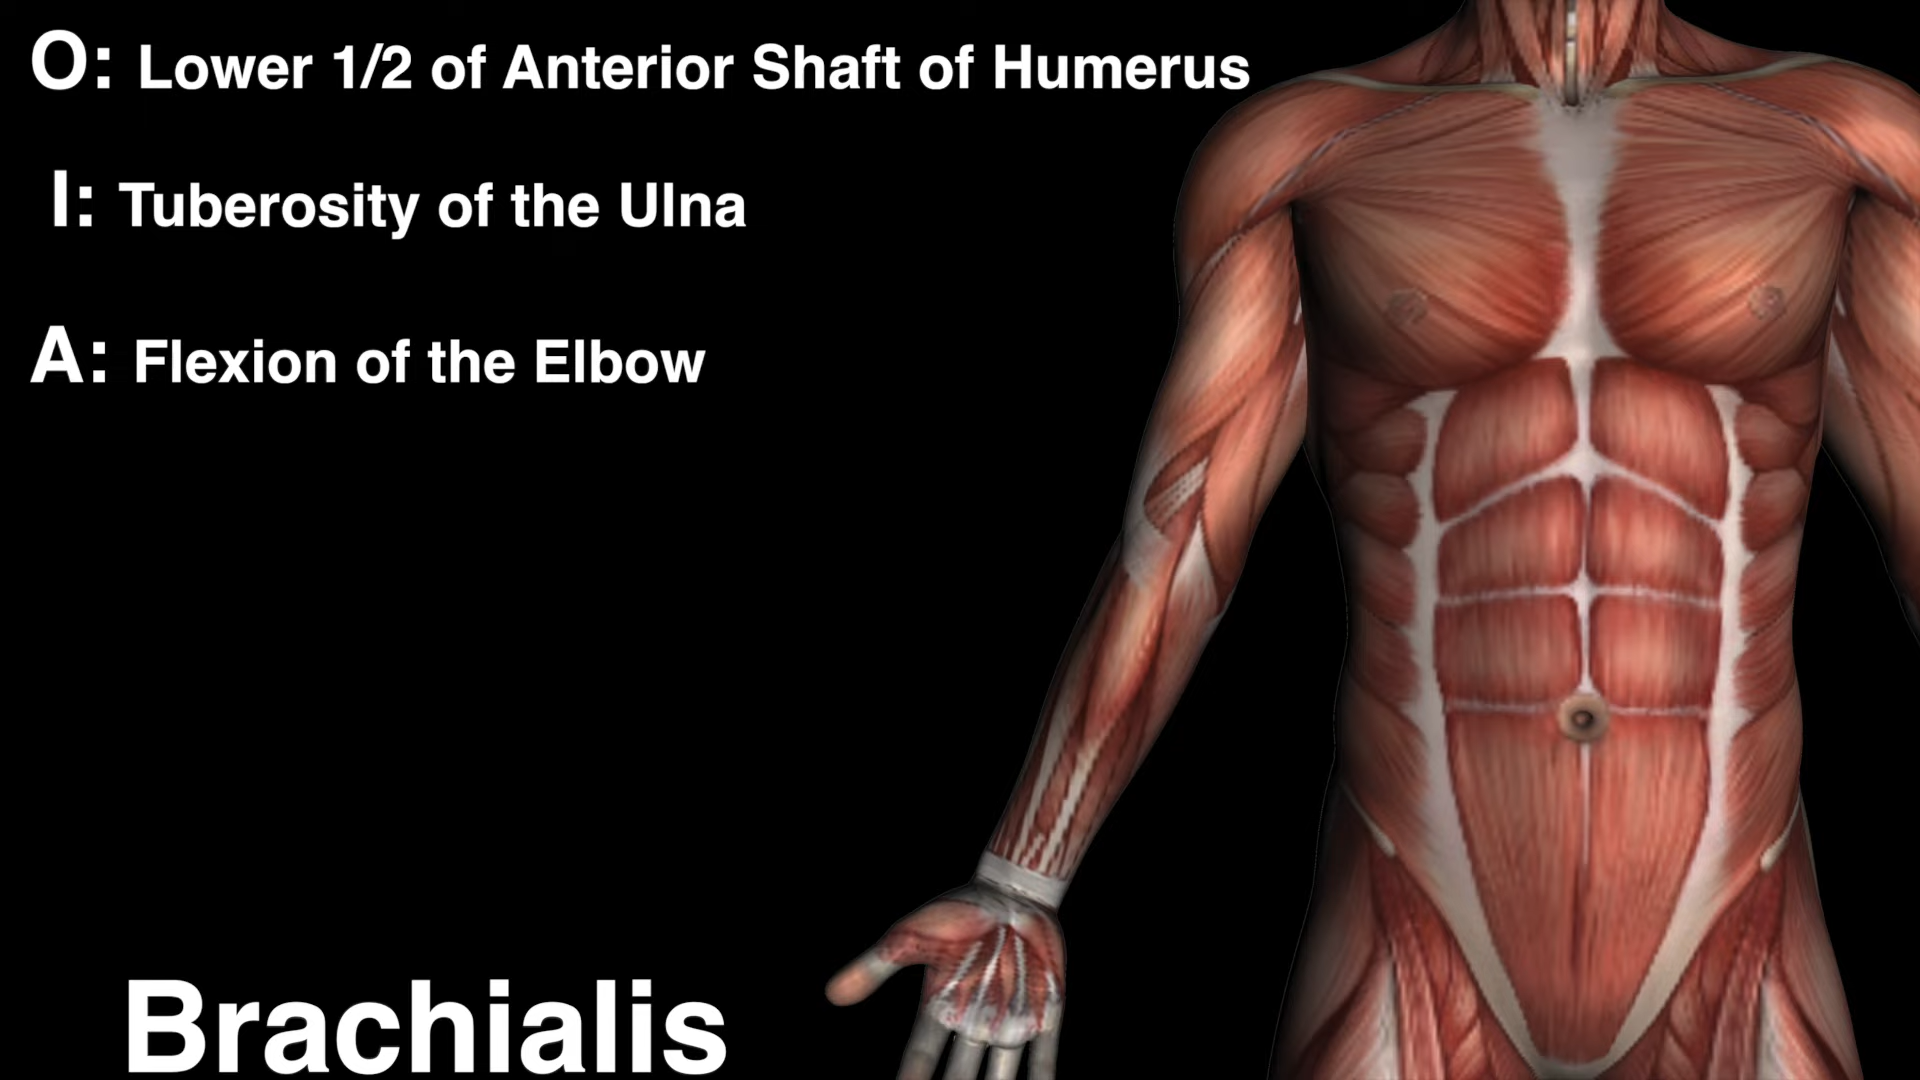 O: Lower 1/2 of Anterior Shaft of Humerus
I: Tuberosity of the Ulna
A: Flexion of the Elbow
Brachialis